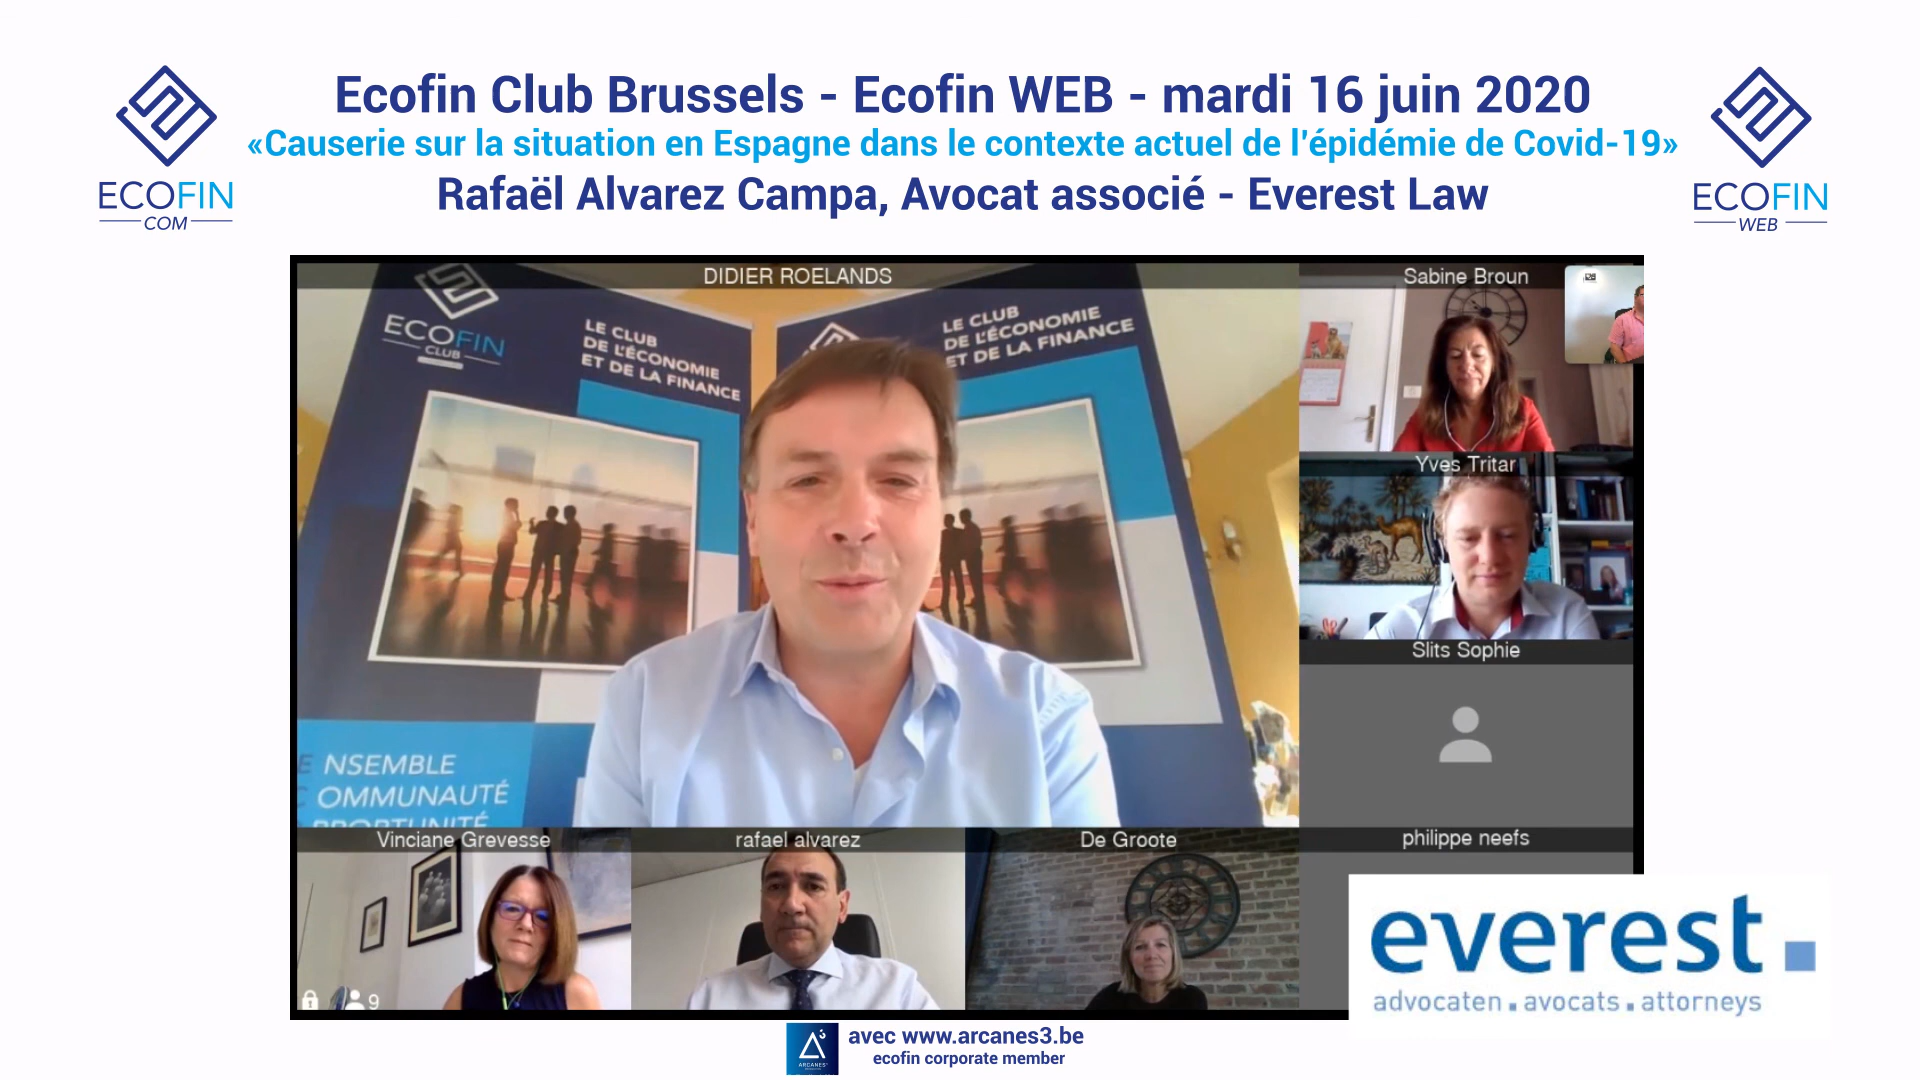 Ecofin Club Brussels - Ecofin WEB - mardi 16 juin 2020
«Causerie sur la situation en Espagne dans le contexte actuel de l'épidémie de Covid-19»
Rafaël Alvarez Campa, Avocat associé - Everest Law
ECOFIN
COM
ECOFIN
WEB
DIDIER ROELANDS
Sabine Broun
ECOFIN
CLUB
LE CLUB
DE L'ÉCONOMIE
ET DE LA FINANCE
LE CLUB
DE L'ÉCONOMIE
ET DE LA FINANCE
Yves Tritar
Slits Sophie
E NSEMBLE
C OMMUNAUTÉ
OPPORTUNITÉ
Vinciane Grevesse
rafael alvarez
De Groote
philippe neefs
9
everest.
advocaten . avocats . attorneys
avec www.arcanes3.be
ecofin corporate member
ARCANES